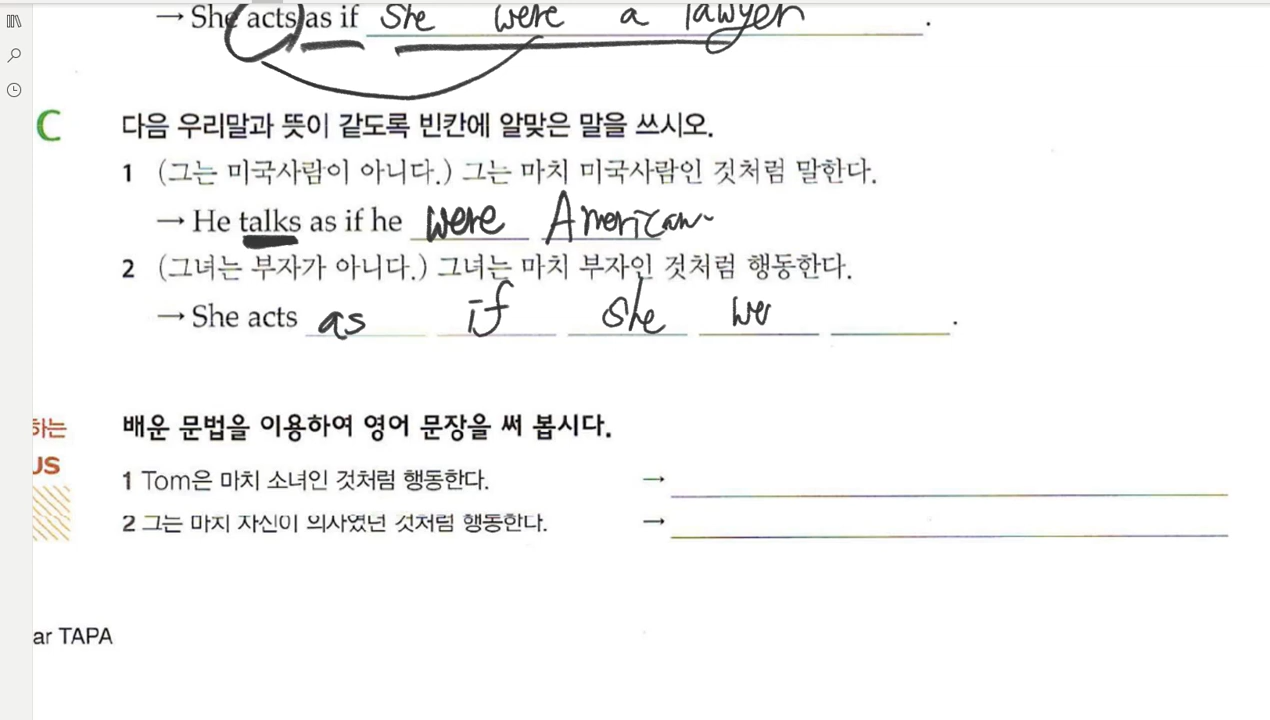 → She acts as if she were a lawyer.
C 다음 우리말과 뜻이 같도록 빈칸에 알맞은 말을 쓰시오.
1 (그는 미국사람이 아니다.) 그는 마치 미국사람인 것처럼 말한다.
→ He talks as if he were American
2 (그녀는 부자가 아니다.) 그녀는 마치 부자인 것처럼 행동한다.
→ She acts as if she we .
하는 배운 문법을 이용하여 영어 문장을 써 봅시다.
US
1 Tom은 마치 소녀인 것처럼 행동한다. →
2 그는 마치 자신이 의사였던 것처럼 행동한다. →
ar TAPA